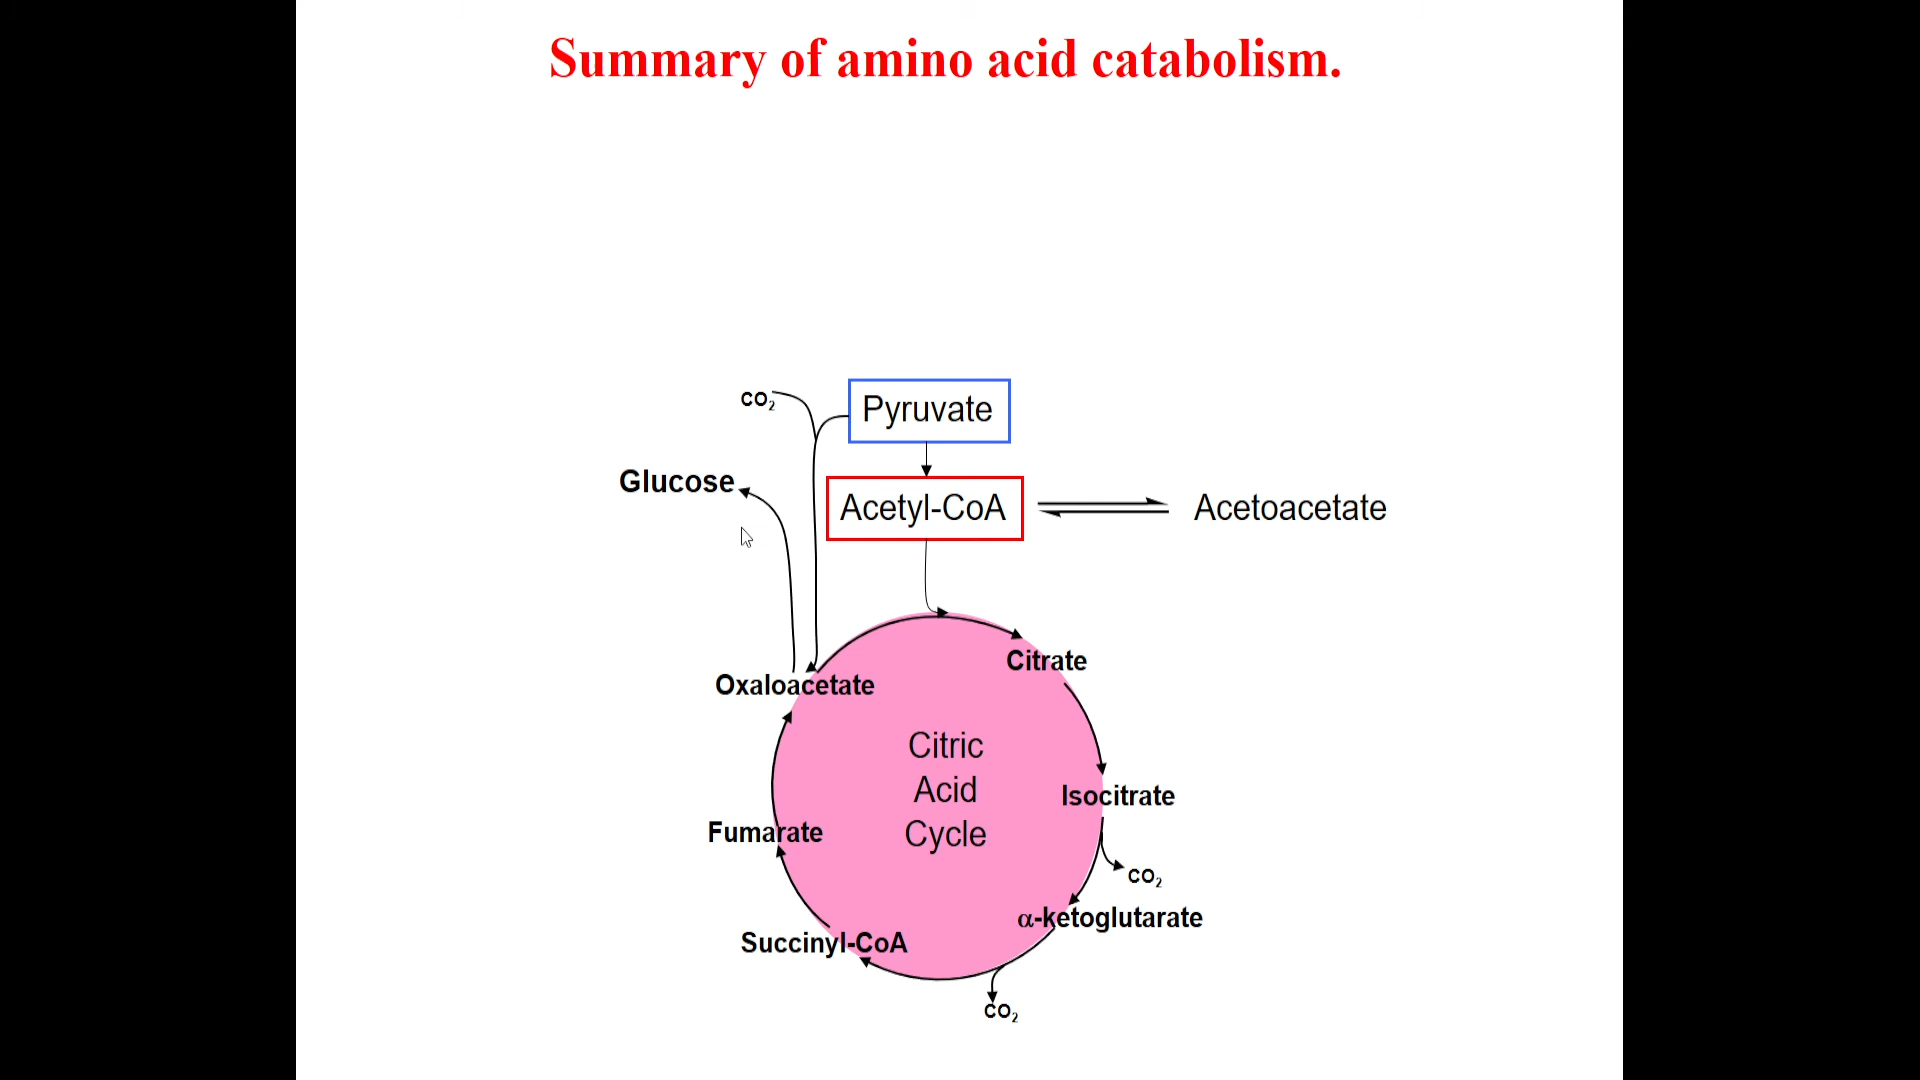 Summary of amino acid catabolism.
CO₂
Pyruvate
Glucose
Acetyl-CoA
Acetoacetate
Citrate
Oxaloacetate
Citric
Acid
Cycle
Isocitrate
Fumarate
CO₂
α-ketoglutarate
Succinyl-CoA
CO₂